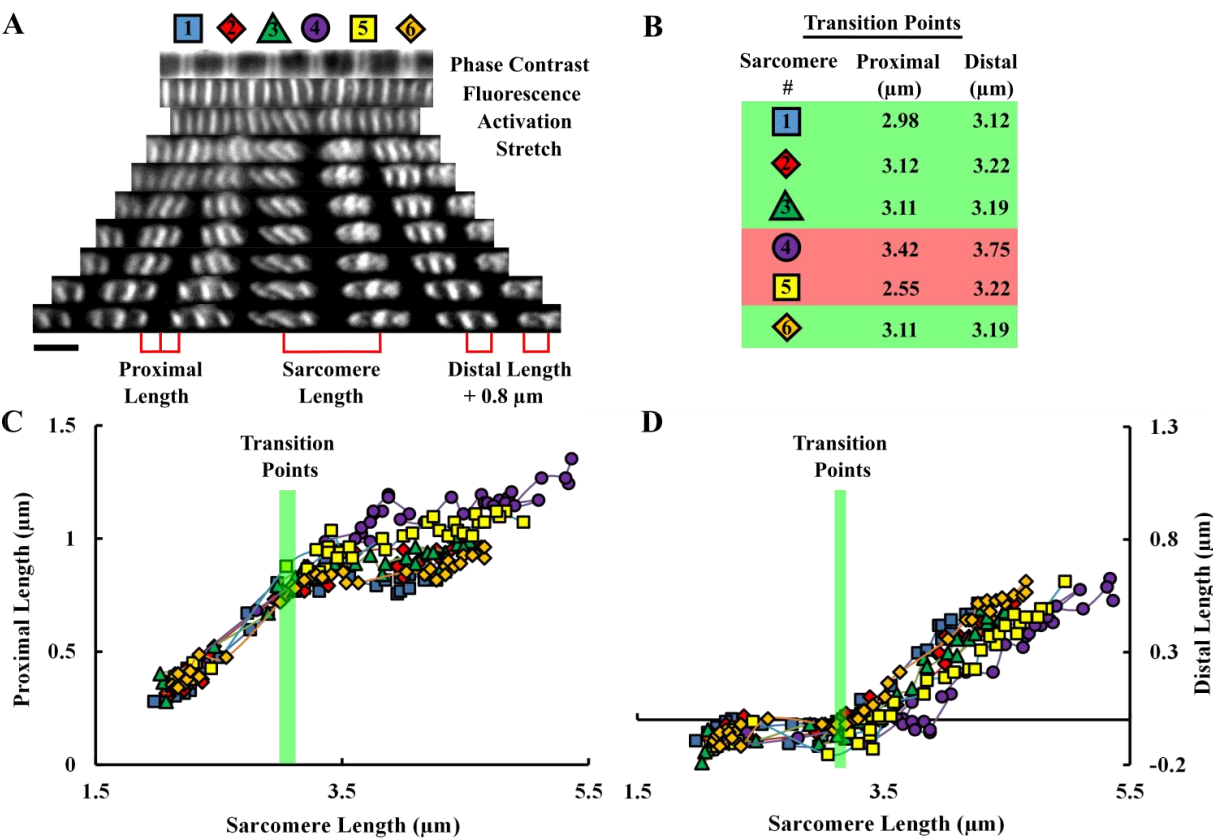 A
1 2 3 4 5 6
Phase Contrast
Fluorescence
Activation
Stretch
Proximal
Length
Sarcomere
Length
Distal Length
+ 0.8 µm
B
Transition Points
Sarcomere Proximal Distal
# (µm) (µm)
1 2.98 3.12
2 3.12 3.22
3 3.11 3.19
4 3.42 3.75
5 2.55 3.22
6 3.11 3.19
C
Transition
Points
Proximal Length (µm)
1.5
1
0.5
0
1.5 3.5 5.5
Sarcomere Length (µm)
D
Transition
Points
1.3
0.8
0.3
-0.2
Distal Length (µm)
1.5 3.5 5.5
Sarcomere Length (µm)